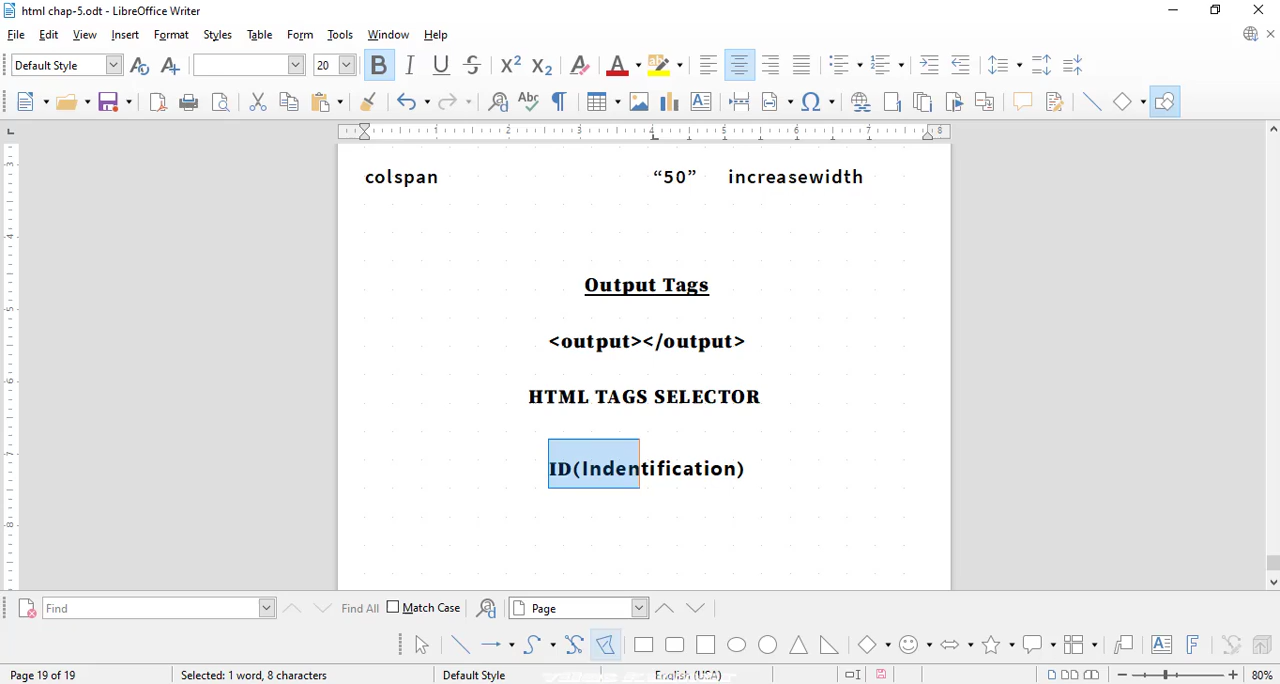 html chap-5.odt - LibreOffice Writer
File Edit View Insert Format Styles Table Form Tools Window Help
Default Style 20
8
colspan “50” increasewidth
Output Tags
<output></output>
HTML TAGS SELECTOR
ID(Indentification)
Find Find All Match Case Page
Page 19 of 19 Selected: 1 word, 8 characters Default Style English (USA) 80%